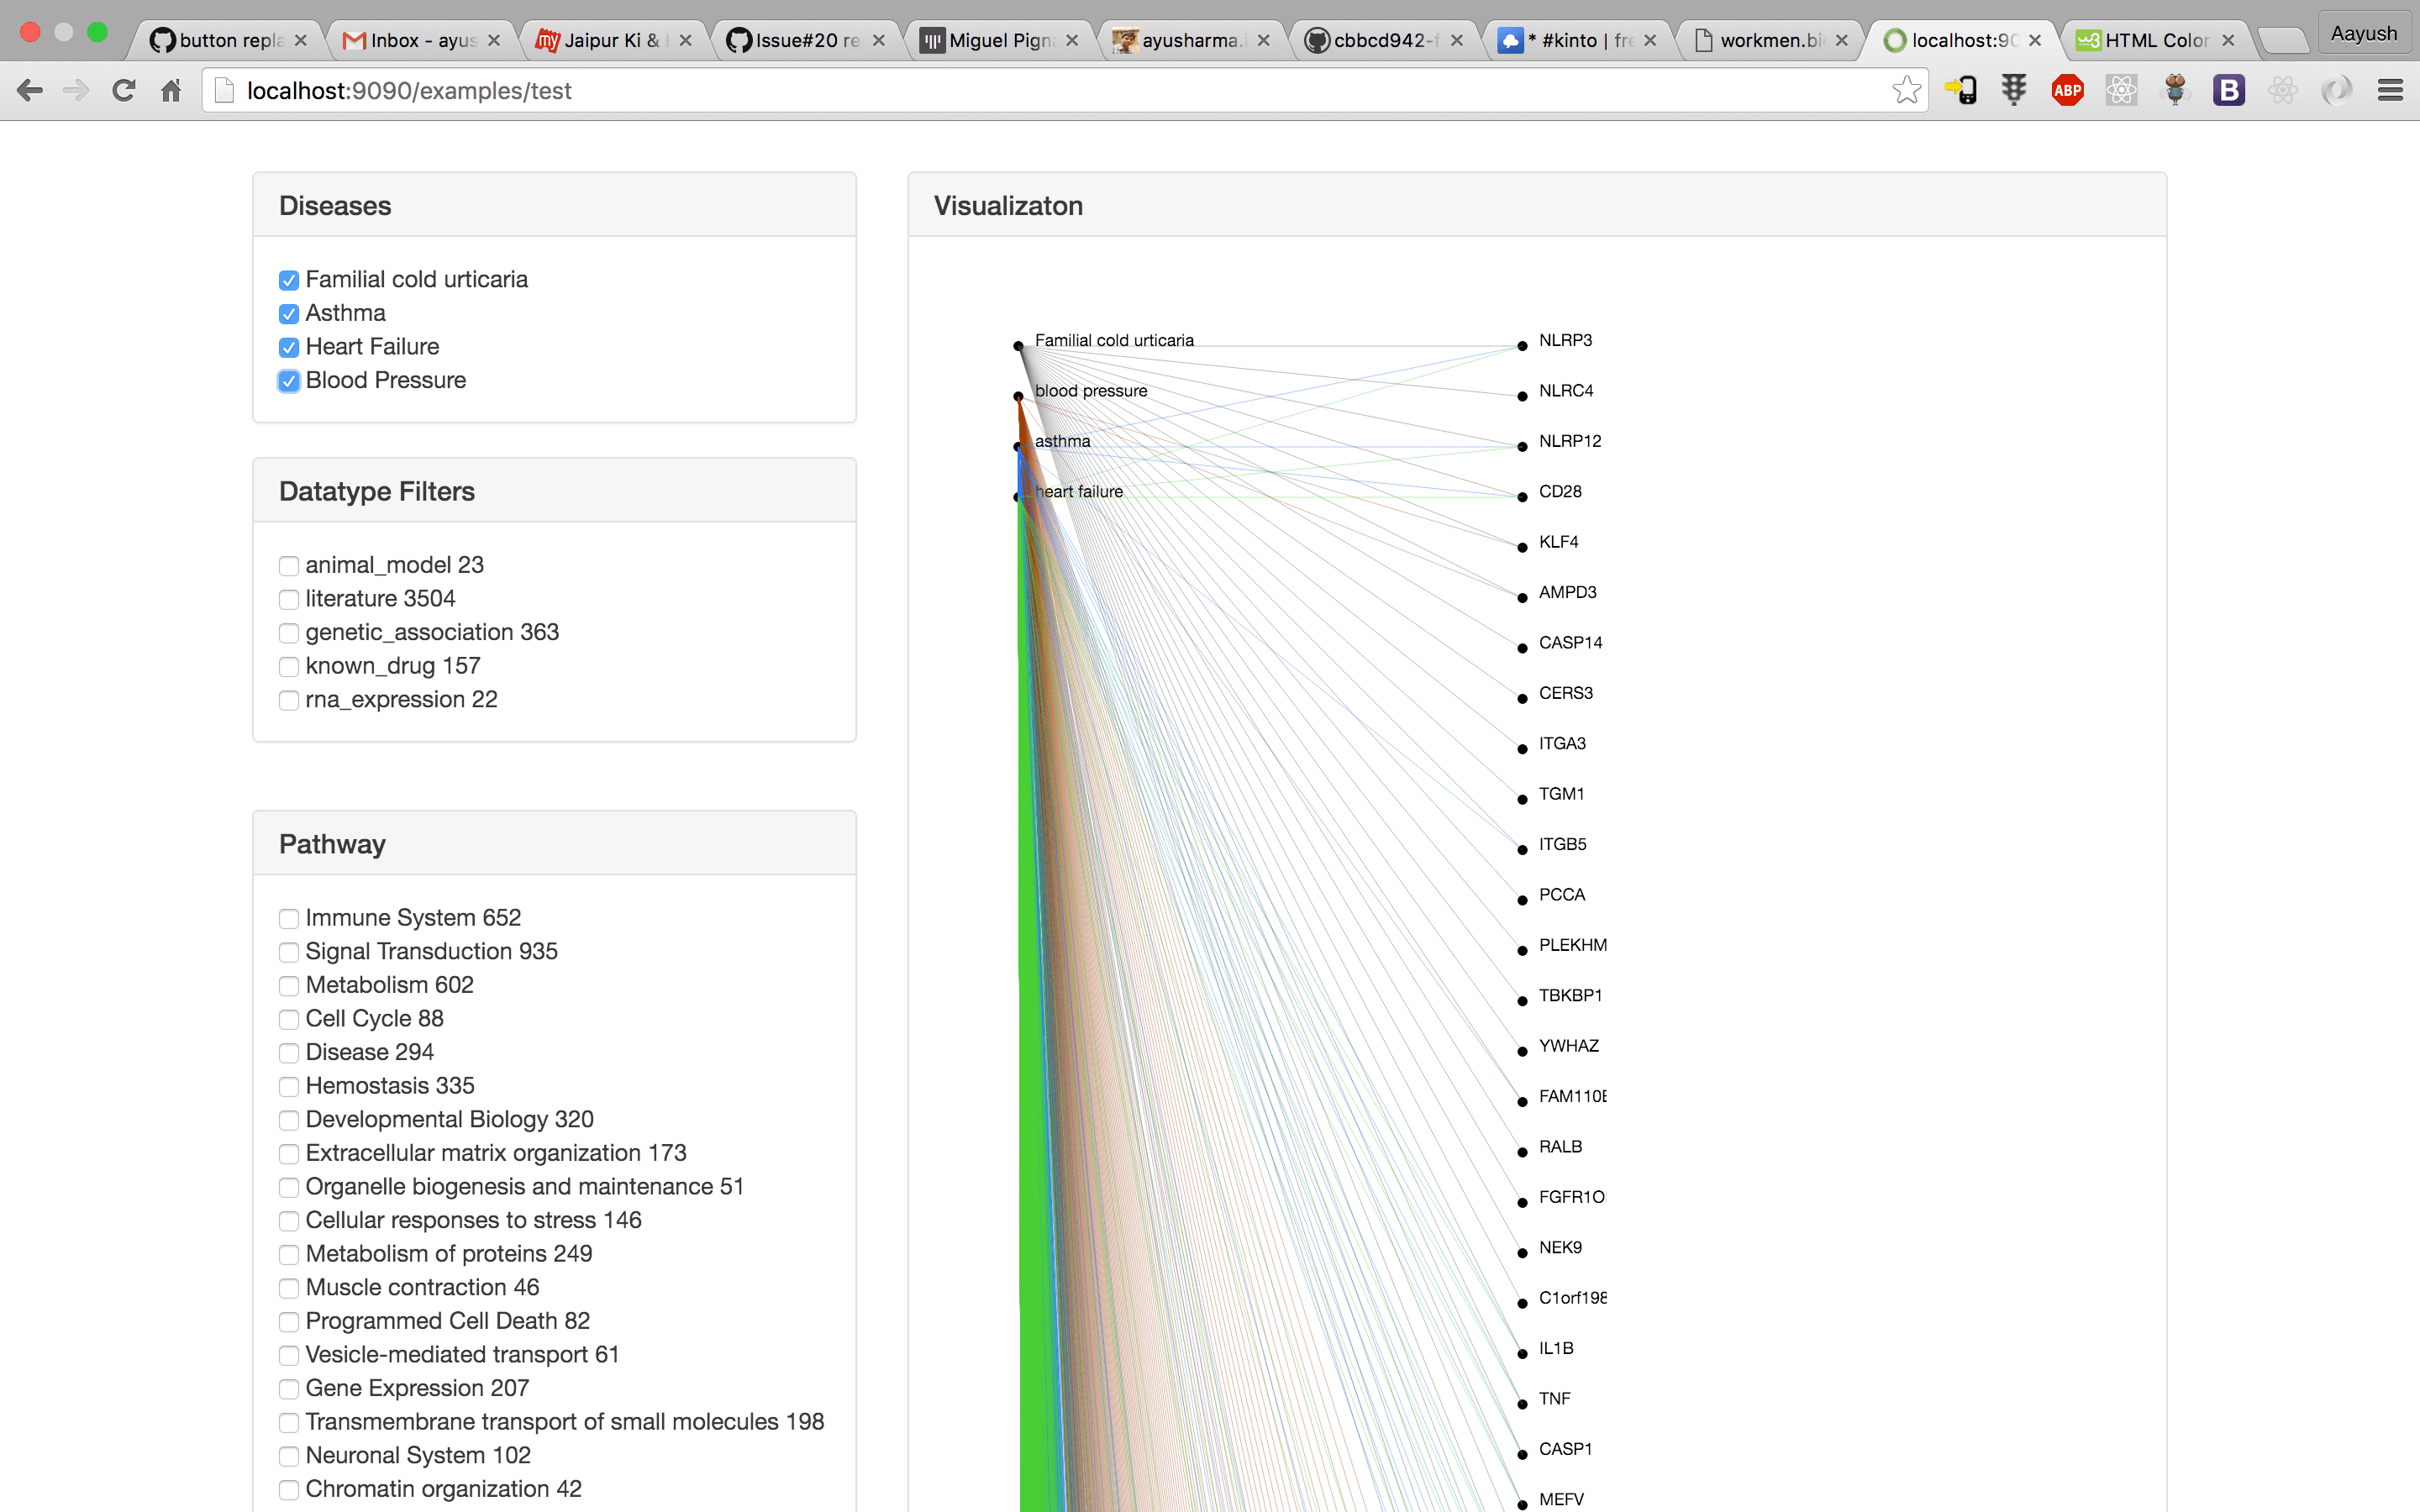 button repla
Inbox - ayus
my Jaipur Ki &
Issue#20 re
Miguel Pign
ayusharma.
cbbcd942-f
* #kinto | fre
workmen.bi
localhost:90
w3 HTML Color
Aayush
localhost:9090/examples/test
ABP
B
Diseases
Familial cold urticaria
Asthma
Heart Failure
Blood Pressure
Datatype Filters
animal_model 23
literature 3504
genetic_association 363
known_drug 157
rna_expression 22
Pathway
Immune System 652
Signal Transduction 935
Metabolism 602
Cell Cycle 88
Disease 294
Hemostasis 335
Developmental Biology 320
Extracellular matrix organization 173
Organelle biogenesis and maintenance 51
Cellular responses to stress 146
Metabolism of proteins 249
Muscle contraction 46
Programmed Cell Death 82
Vesicle-mediated transport 61
Gene Expression 207
Transmembrane transport of small molecules 198
Neuronal System 102
Chromatin organization 42
Visualizaton
Familial cold urticaria
blood pressure
asthma
heart failure
NLRP3
NLRC4
NLRP12
CD28
KLF4
AMPD3
CASP14
CERS3
ITGA3
TGM1
ITGB5
PCCA
PLEKHM
TBKBP1
YWHAZ
FAM110
RALB
FGFR1O
NEK9
C1orf198
IL1B
TNF
CASP1
MEFV